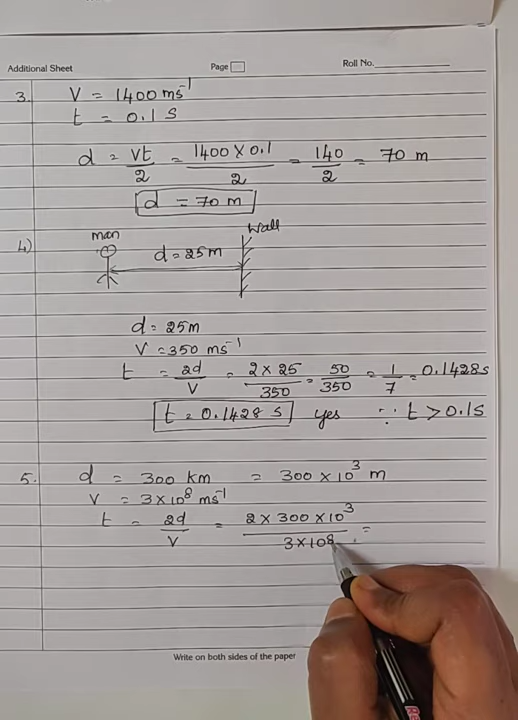 Additional Sheet Page Roll No.
3. V = 1400 ms⁻¹
t = 0.1 s
d = Vt/2 = 1400 × 0.1/2 = 140/2 = 70 m
d = 70 m
4) man wall
d = 25m
d = 25m
V = 350 ms⁻¹
t = 2d/V = 2 × 25/350 = 50/350 = 1/7 = 0.1428s
t = 0.1428 s yes ∵ t > 0.1s
5. d = 300 km = 300 × 10³ m
v = 3 × 10⁸ ms⁻¹
t = 2d/V = 2 × 300 × 10³/3 × 10⁸ =
Write on both sides of the paper